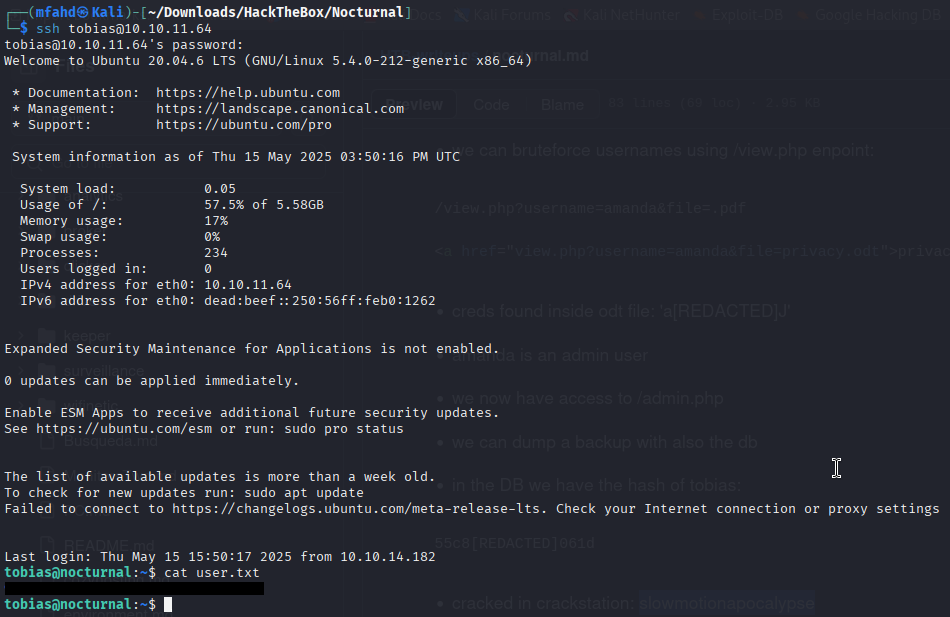 ┌──(mfahd㉿Kali)-[~/Downloads/HackTheBox/Nocturnal]
└─$ ssh tobias@10.10.11.64
tobias@10.10.11.64's password:
Welcome to Ubuntu 20.04.6 LTS (GNU/Linux 5.4.0-212-generic x86_64)
* Documentation: https://help.ubuntu.com
* Management: https://landscape.canonical.com
* Support: https://ubuntu.com/pro
System information as of Thu 15 May 2025 03:50:16 PM UTC
System load: 0.05
Usage of /: 57.5% of 5.58GB
Memory usage: 17%
Swap usage: 0%
Processes: 234
Users logged in: 0
IPv4 address for eth0: 10.10.11.64
IPv6 address for eth0: dead:beef::250:56ff:feb0:1262
Expanded Security Maintenance for Applications is not enabled.
0 updates can be applied immediately.
Enable ESM Apps to receive additional future security updates.
See https://ubuntu.com/esm or run: sudo pro status
The list of available updates is more than a week old.
To check for new updates run: sudo apt update
Failed to connect to https://changelogs.ubuntu.com/meta-release-lts. Check your Internet connection or proxy settings
Last login: Thu May 15 15:50:17 2025 from 10.10.14.182
tobias@nocturnal:~$ cat user.txt
tobias@nocturnal:~$
Kali NetHunter
Google Hacking DB
nocturnal.md
Preview Code Blame
we can bruteforce usernames using /view.php enpoint:
/view.php?username=amanda&file=.pdf
<a href="view.php?username=amanda&file=privacy.odt">privac
creds found inside odt file: 'a[REDACTED]J'
amanda is an admin user
we now have access to /admin.php
we can dump a backup with also the db
in the DB we have the hash of tobias:
55c8[REDACTED]061d
cracked in crackstation: slowmotionapocalypse
keeper
surveillance
Busqueda.md
README.md